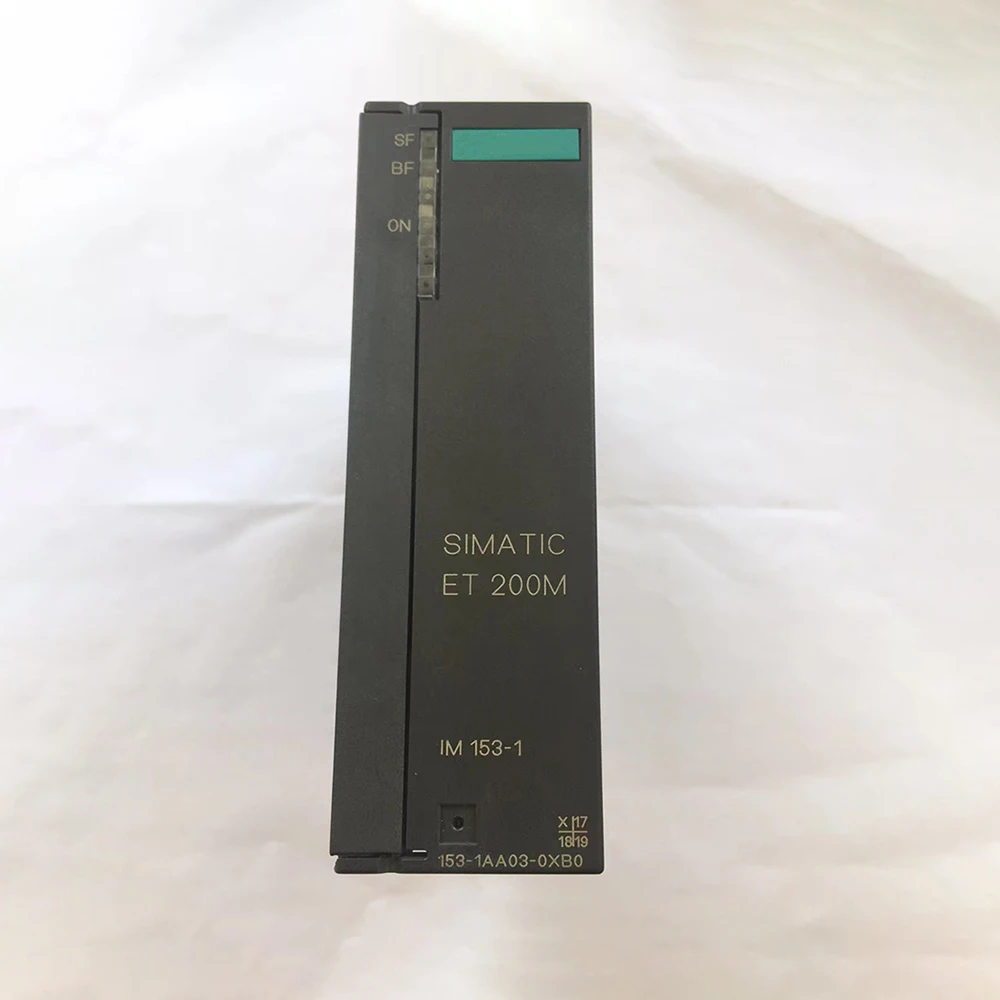 SF
BF
ON
SIMATIC
ET 200M
IM 153-1
X 17
18 19
153-1AA03-0XB0